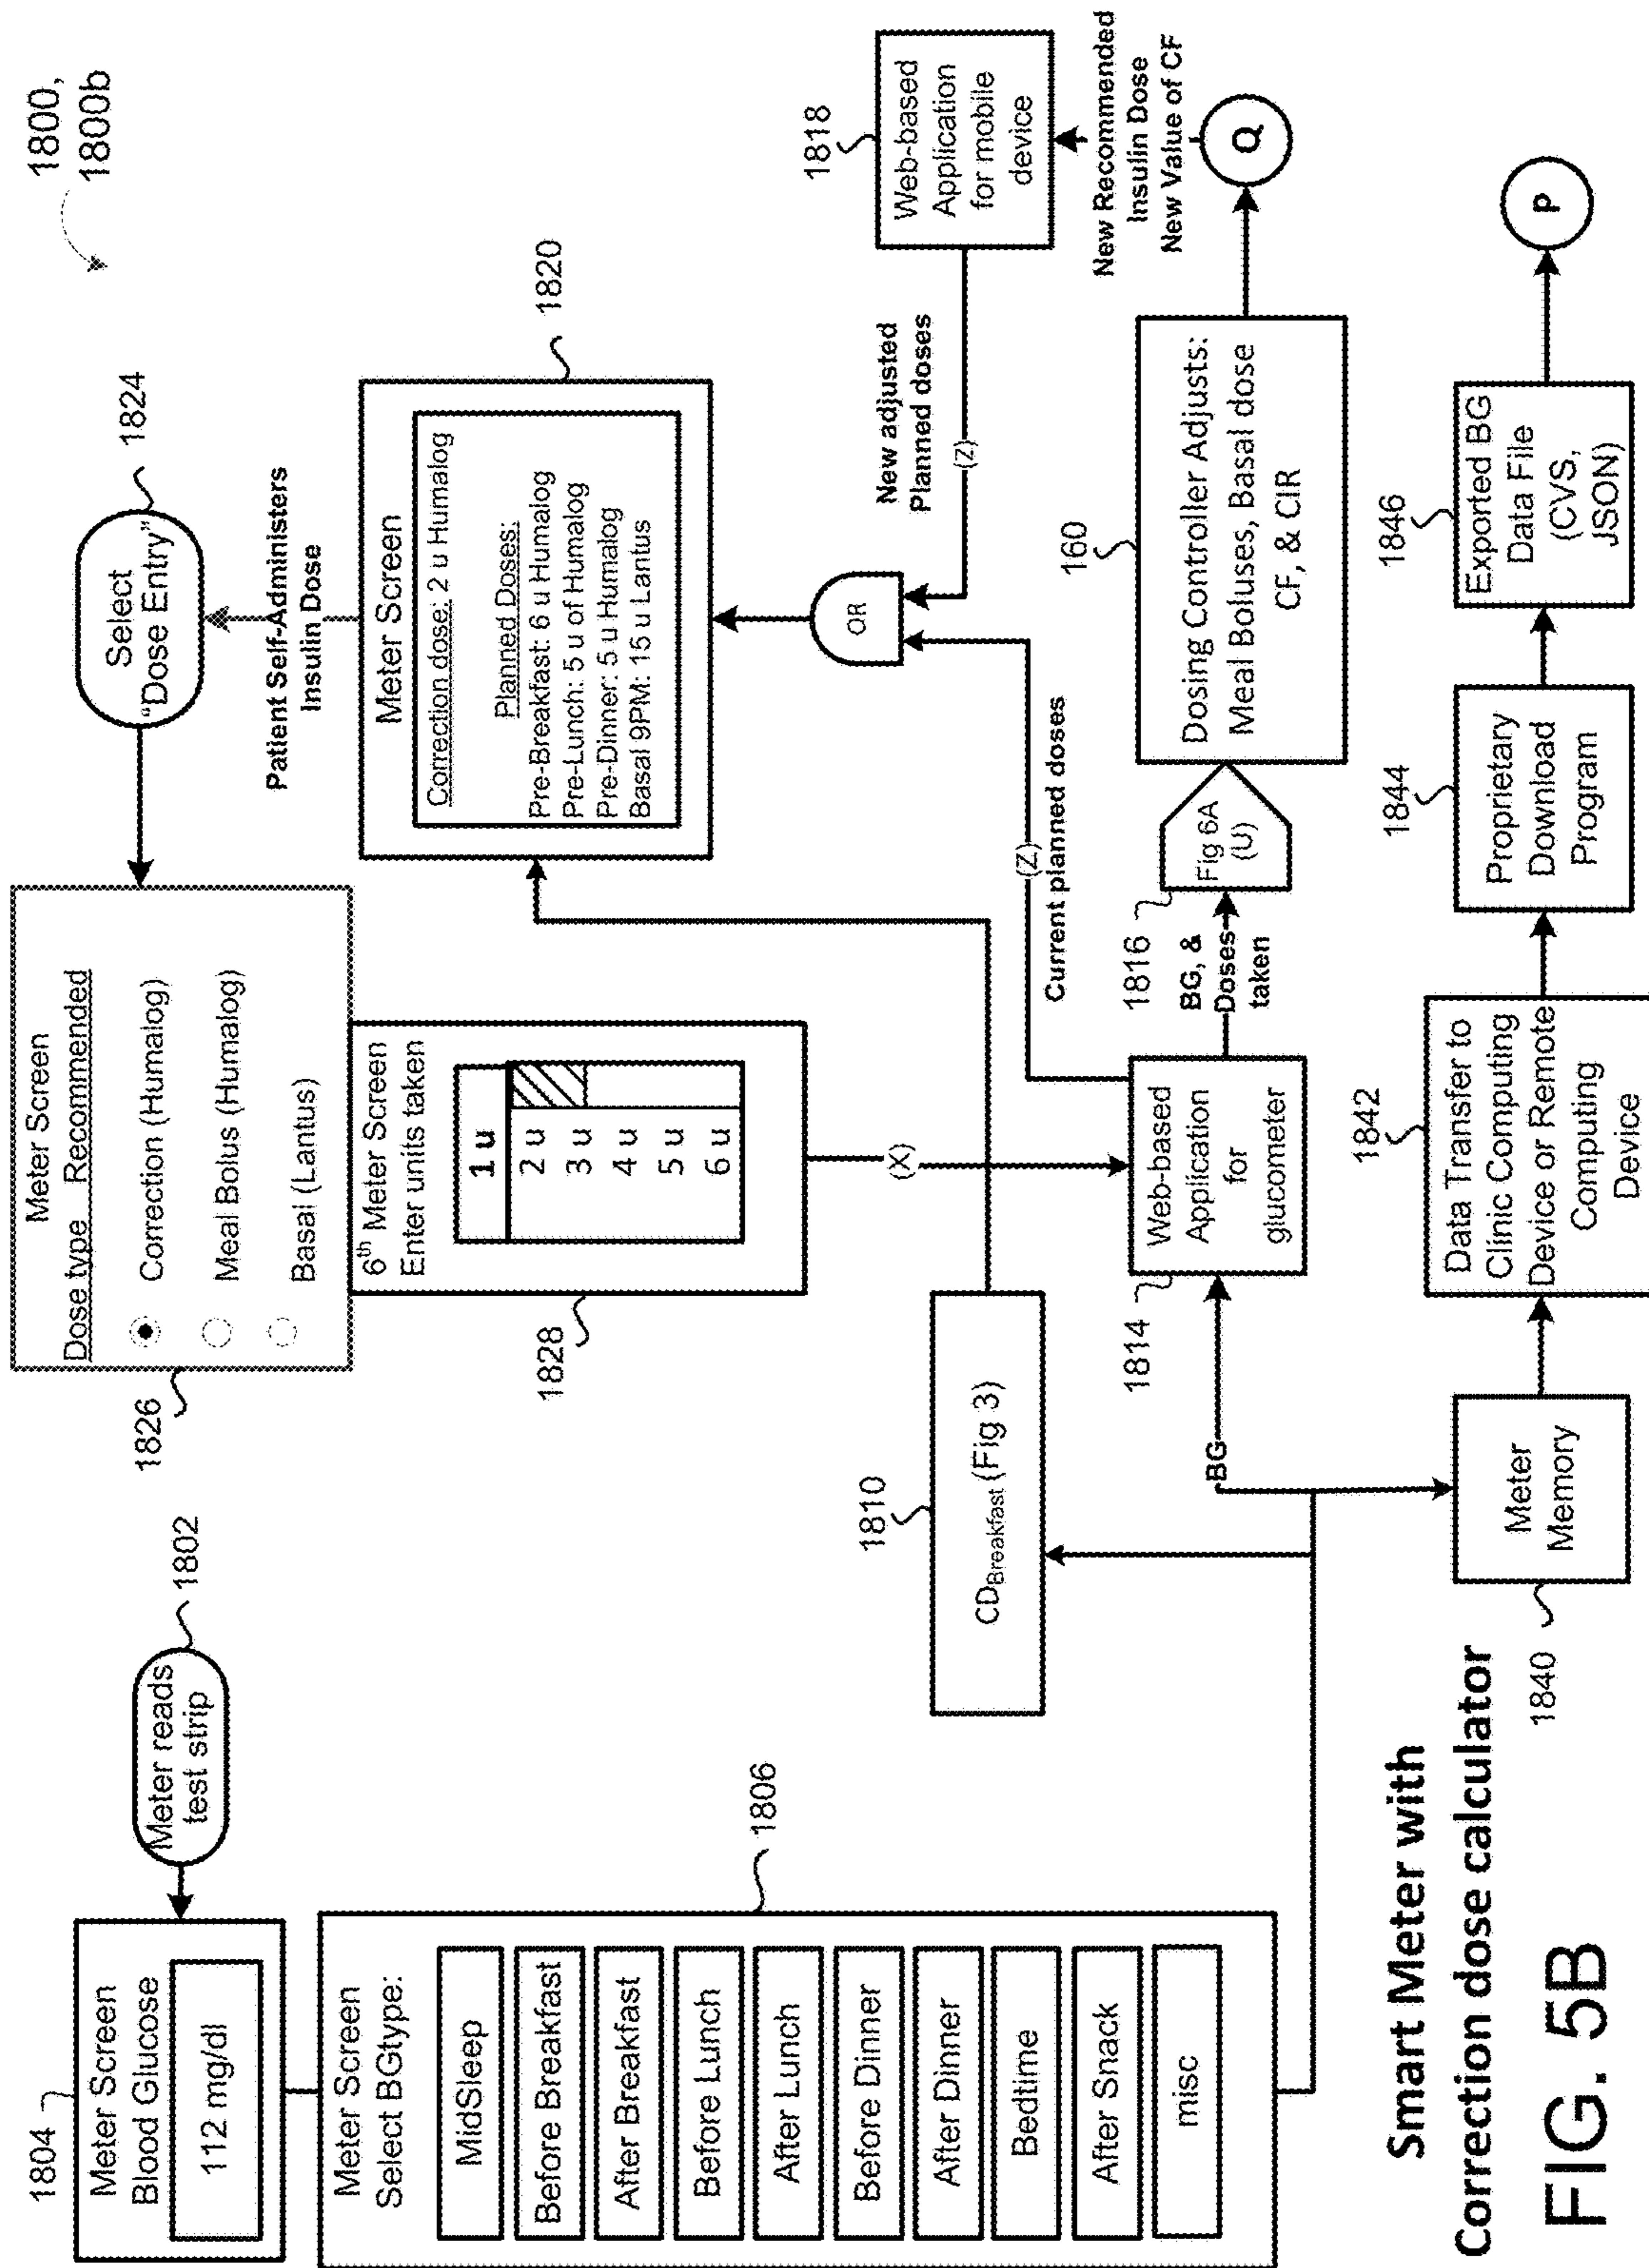 1800,
1800b
1802
Meter reads
test strip
1804
Meter Screen
Blood Glucose
112 mg/dl
1806
Meter Screen
Select BGtype:
MidSleep
Before Breakfast
After Breakfast
Before Lunch
After Lunch
Before Dinner
After Dinner
Bedtime
After Snack
misc
1826
Meter Screen
Dose type Recommended
Correction (Humalog)
Meal Bolus (Humalog)
Basal (Lantus)
1828
6th Meter Screen
Enter units taken
1 u
2 u
3 u
4 u
5 u
6 u
(X)
1824
Select
“Dose Entry”
Patient Self-Administers
Insulin Dose
1820
Meter Screen
Correction dose: 2 u Humalog
Planned Doses:
Pre-Breakfast: 6 u Humalog
Pre-Lunch: 5 u of Humalog
Pre-Dinner: 5 u Humalog
Basal 9PM: 15 u Lantus
OR
New adjusted
Planned doses
(Z)
1818
Web-based
Application
for mobile
device
New Recommended
Insulin Dose
New Value of CF
Q
1810
CDBreakfast (Fig 3)
(Z)
Current planned doses
BG
1814
Web-based
Application
for
glucometer
1816
BG, &
Doses
taken
Fig 6A
(U)
160
Dosing Controller Adjusts:
Meal Boluses, Basal dose
CF, & CIR
1840
Meter
Memory
1842
Data Transfer to
Clinic Computing
Device or Remote
Computing
Device
1844
Proprietary
Download
Program
1846
Exported BG
Data File
(CVS,
JSON)
P
Smart Meter with
Correction dose calculator
FIG. 5B